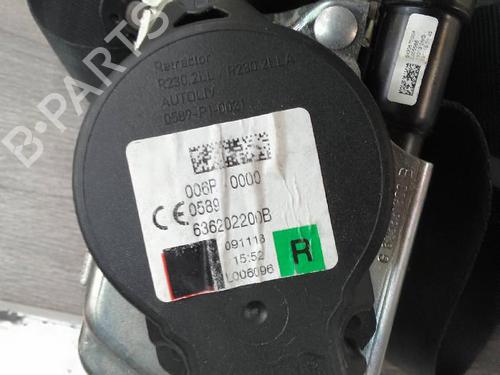 Retractor
R230.2LL / R230.2LLA
AUTOLIV
0589-P1-0021
006P 0000
CE 0589
636202200B
091118
15:52
L006096
R
B-PARTS